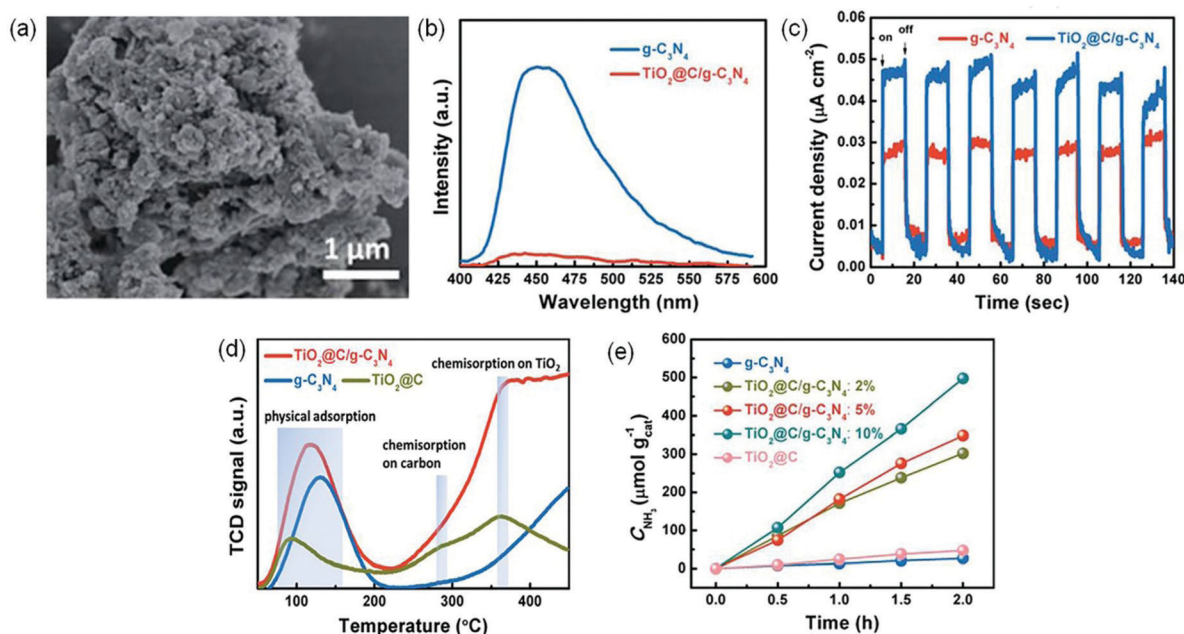 (a)
1 μm
(b)
g-C₃N₄
TiO₂@C/g-C₃N₄
Intensity (a.u.)
400 425 450 475 500 525 550 575 600
Wavelength (nm)
(c)
0.06
0.05
0.04
0.03
0.02
0.01
0.00
on off
g-C₃N₄ TiO₂@C/g-C₃N₄
Current density (μA cm⁻²)
0 20 40 60 80 100 120 140
Time (sec)
(d)
TiO₂@C/g-C₃N₄
g-C₃N₄ TiO₂@C
chemisorption on TiO₂
physical adsorption
chemisorption
on carbon
TCD signal (a.u.)
100 200 300 400
Temperature (°C)
(e)
600
500
400
300
200
100
0
g-C₃N₄
TiO₂@C/g-C₃N₄: 2%
TiO₂@C/g-C₃N₄: 5%
TiO₂@C/g-C₃N₄: 10%
TiO₂@C
C_NH₃ (μmol g⁻¹_cat)
0.0 0.5 1.0 1.5 2.0
Time (h)